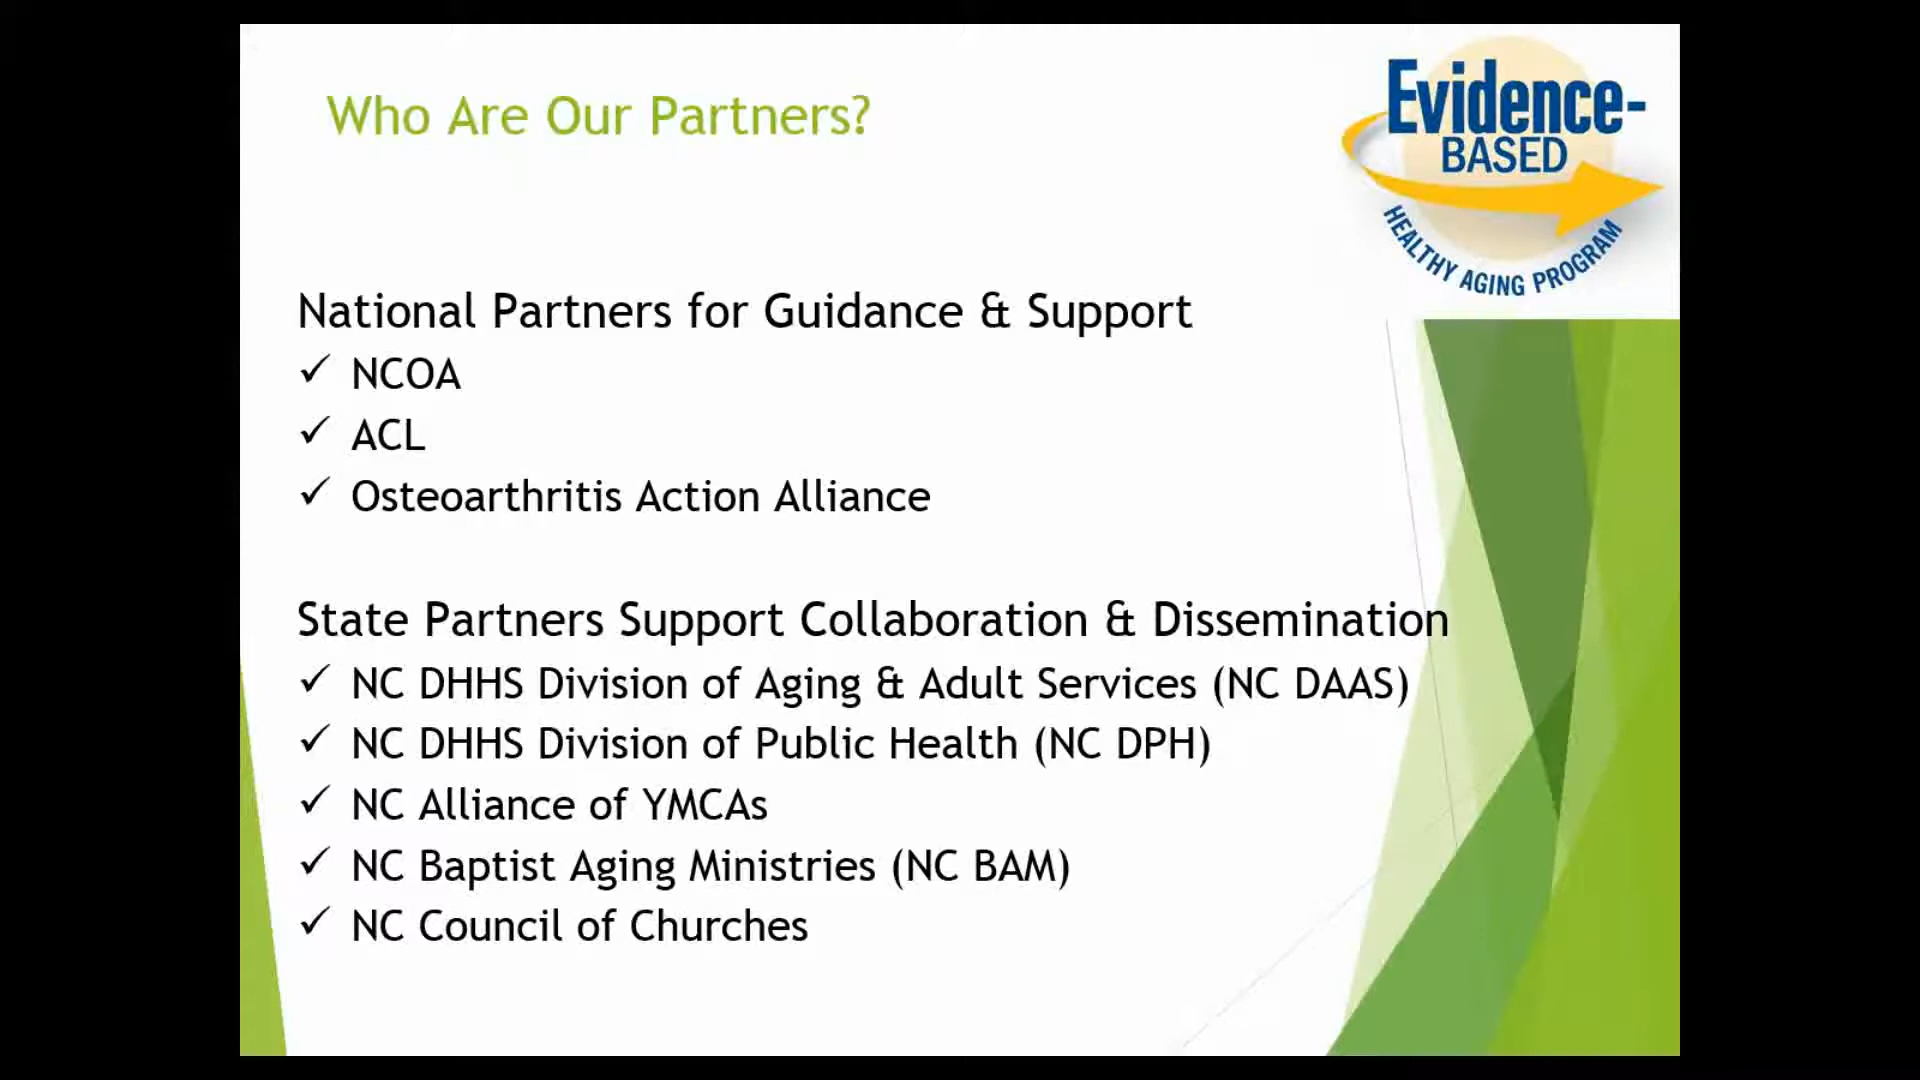 Who Are Our Partners?
Evidence-
BASED
HEALTHY AGING PROGRAM
National Partners for Guidance & Support
✓ NCOA
✓ ACL
✓ Osteoarthritis Action Alliance
State Partners Support Collaboration & Dissemination
✓ NC DHHS Division of Aging & Adult Services (NC DAAS)
✓ NC DHHS Division of Public Health (NC DPH)
✓ NC Alliance of YMCAs
✓ NC Baptist Aging Ministries (NC BAM)
✓ NC Council of Churches